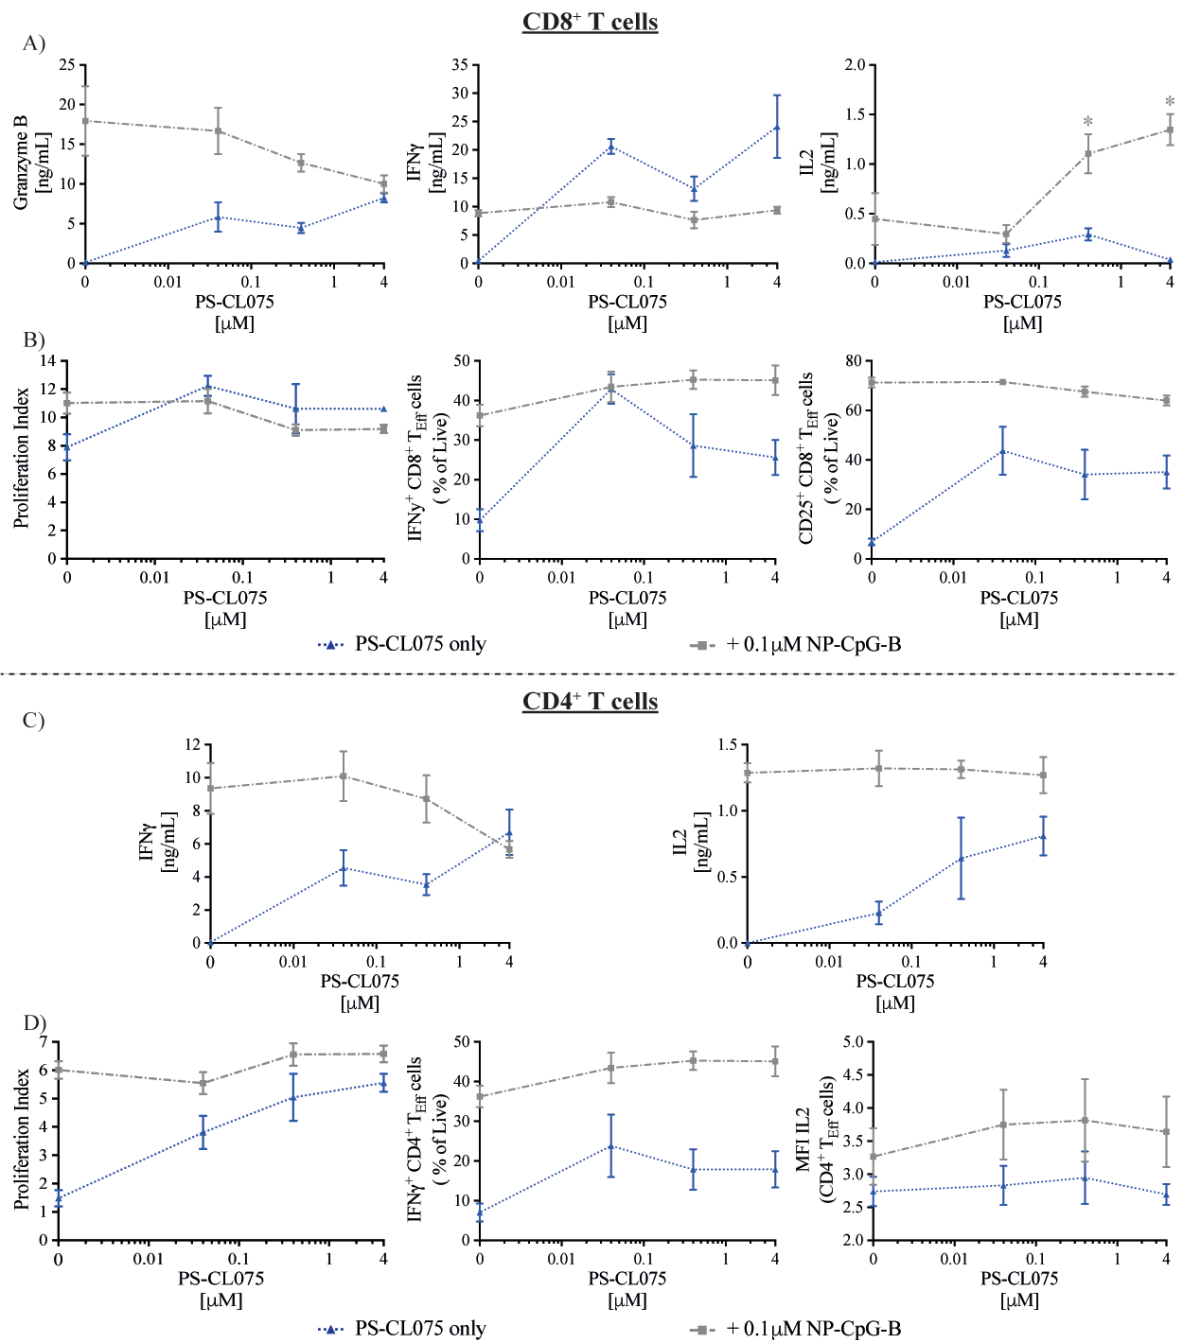 CD8⁺ T cells
A)
Granzyme B
[ng/mL]
25
20
15
10
5
0
0
0.01
0.1
1
4
PS-CL075
[μM]
IFNγ
[ng/mL]
35
30
25
20
15
10
5
0
0
0.01
0.1
1
4
PS-CL075
[μM]
IL2
[ng/mL]
2.0
1.5
1.0
0.5
0.0
*
*
0
0.01
0.1
1
4
PS-CL075
[μM]
B)
Proliferation Index
14
12
10
8
6
4
2
0
0
0.01
0.1
1
4
PS-CL075
[μM]
IFNy⁺ CD8⁺ T_Eff cells
( % of Live)
50
40
30
20
10
0
0
0.01
0.1
1
4
PS-CL075
[μM]
CD25⁺ CD8⁺ T_Eff cells
( % of Live)
80
60
40
20
0
0
0.01
0.1
1
4
PS-CL075
[μM]
PS-CL075 only
+ 0.1μM NP-CpG-B
CD4⁺ T cells
C)
IFNγ
[ng/mL]
12
10
8
6
4
2
0
0
0.01
0.1
1
4
PS-CL075
[μM]
IL2
[ng/mL]
1.5
1.0
0.5
0.0
0
0.01
0.1
1
4
PS-CL075
[μM]
D)
Proliferation Index
7
6
5
4
3
2
1
0
0
0.01
0.1
1
4
PS-CL075
[μM]
IFNγ⁺ CD4⁺ T_Eff cells
( % of Live)
50
40
30
20
10
0
0
0.01
0.1
1
4
PS-CL075
[μM]
MFI IL2
(CD4⁺ T_Eff cells)
5.0
4.5
4.0
3.5
3.0
2.5
2.0
0
0.01
0.1
1
4
PS-CL075
[μM]
PS-CL075 only
+ 0.1μM NP-CpG-B